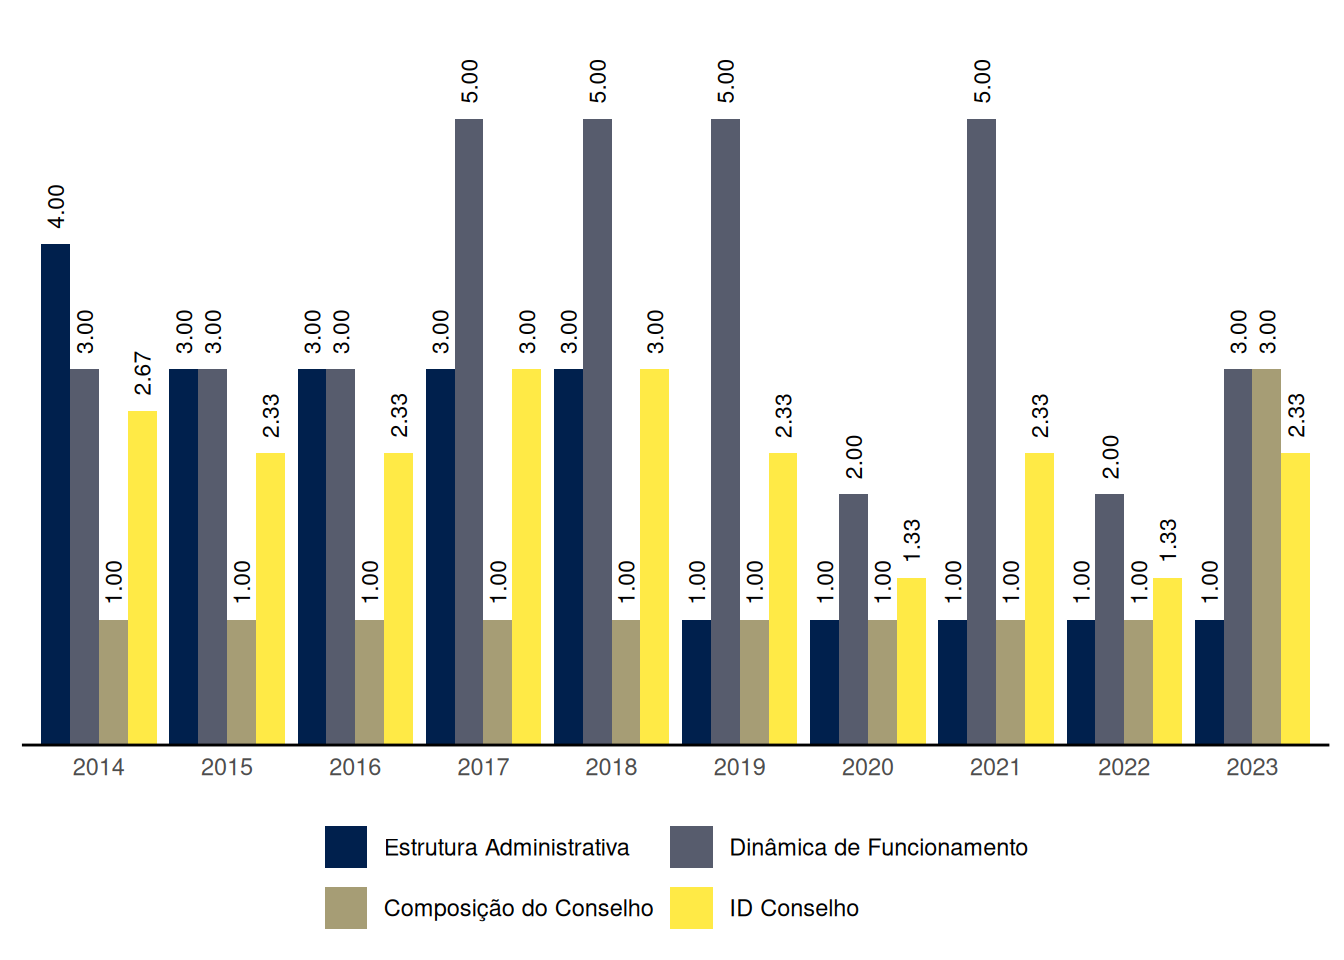 4.00 3.00 1.00 2.67 3.00 3.00 1.00 2.33 3.00 3.00 1.00 2.33 3.00 5.00 1.00 3.00 3.00 5.00 1.00 3.00 1.00 5.00 1.00 2.33 1.00 2.00 1.00 1.33 1.00 5.00 1.00 2.33 1.00 2.00 1.00 1.33 1.00 3.00 3.00 2.33
2014 2015 2016 2017 2018 2019 2020 2021 2022 2023
Estrutura Administrativa Dinâmica de Funcionamento
Composição do Conselho ID Conselho